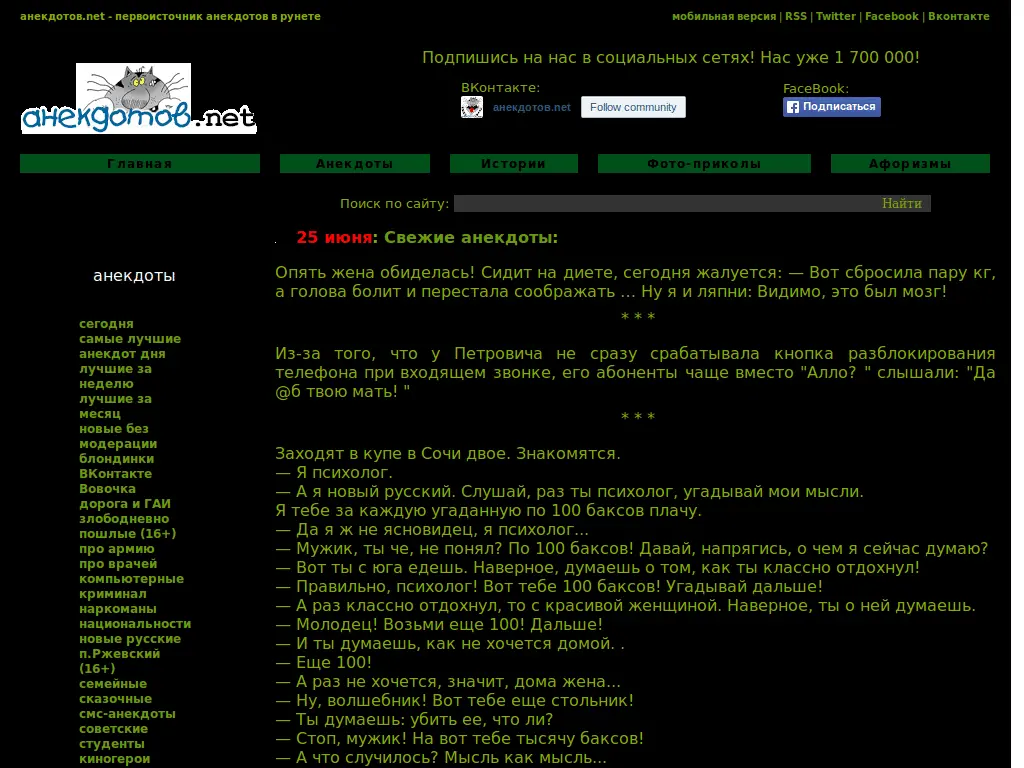 анекдотов.net - первоисточник анекдотов в рунете
мобильная версия | RSS | Twitter | Facebook | Вконтакте
анекдотов.net
Подпишись на нас в социальных сетях! Нас уже 1 700 000!
ВКонтакте:
анекдотов.net Follow community
FaceBook:
Подписаться
Главная Анекдоты Истории Фото-приколы Афоризмы
Поиск по сайту: Найти
. 25 июня: Свежие анекдоты:
анекдоты
сегодня
самые лучшие
анекдот дня
лучшие за
неделю
лучшие за
месяц
новые без
модерации
блондинки
ВКонтакте
Вовочка
дорога и ГАИ
злободневно
пошлые (16+)
про армию
про врачей
компьютерные
криминал
наркоманы
национальности
новые русские
п.Ржевский
(16+)
семейные
сказочные
смс-анекдоты
советские
студенты
киногерои
Опять жена обиделась! Сидит на диете, сегодня жалуется: — Вот сбросила пару кг,
а голова болит и перестала соображать ... Ну я и ляпни: Видимо, это был мозг!
* * *
Из-за того, что у Петровича не сразу срабатывала кнопка разблокирования
телефона при входящем звонке, его абоненты чаще вместо "Алло? " слышали: "Да
@б твою мать! "
* * *
Заходят в купе в Сочи двое. Знакомятся.
— Я психолог.
— А я новый русский. Слушай, раз ты психолог, угадывай мои мысли.
Я тебе за каждую угаданную по 100 баксов плачу.
— Да я ж не ясновидец, я психолог...
— Мужик, ты че, не понял? По 100 баксов! Давай, напрягись, о чем я сейчас думаю?
— Вот ты с юга едешь. Наверное, думаешь о том, как ты классно отдохнул!
— Правильно, психолог! Вот тебе 100 баксов! Угадывай дальше!
— А раз классно отдохнул, то с красивой женщиной. Наверное, ты о ней думаешь.
— Молодец! Возьми еще 100! Дальше!
— И ты думаешь, как не хочется домой. .
— Еще 100!
— А раз не хочется, значит, дома жена...
— Ну, волшебник! Вот тебе еще стольник!
— Ты думаешь: убить ее, что ли?
— Стоп, мужик! На вот тебе тысячу баксов!
— А что случилось? Мысль как мысль...